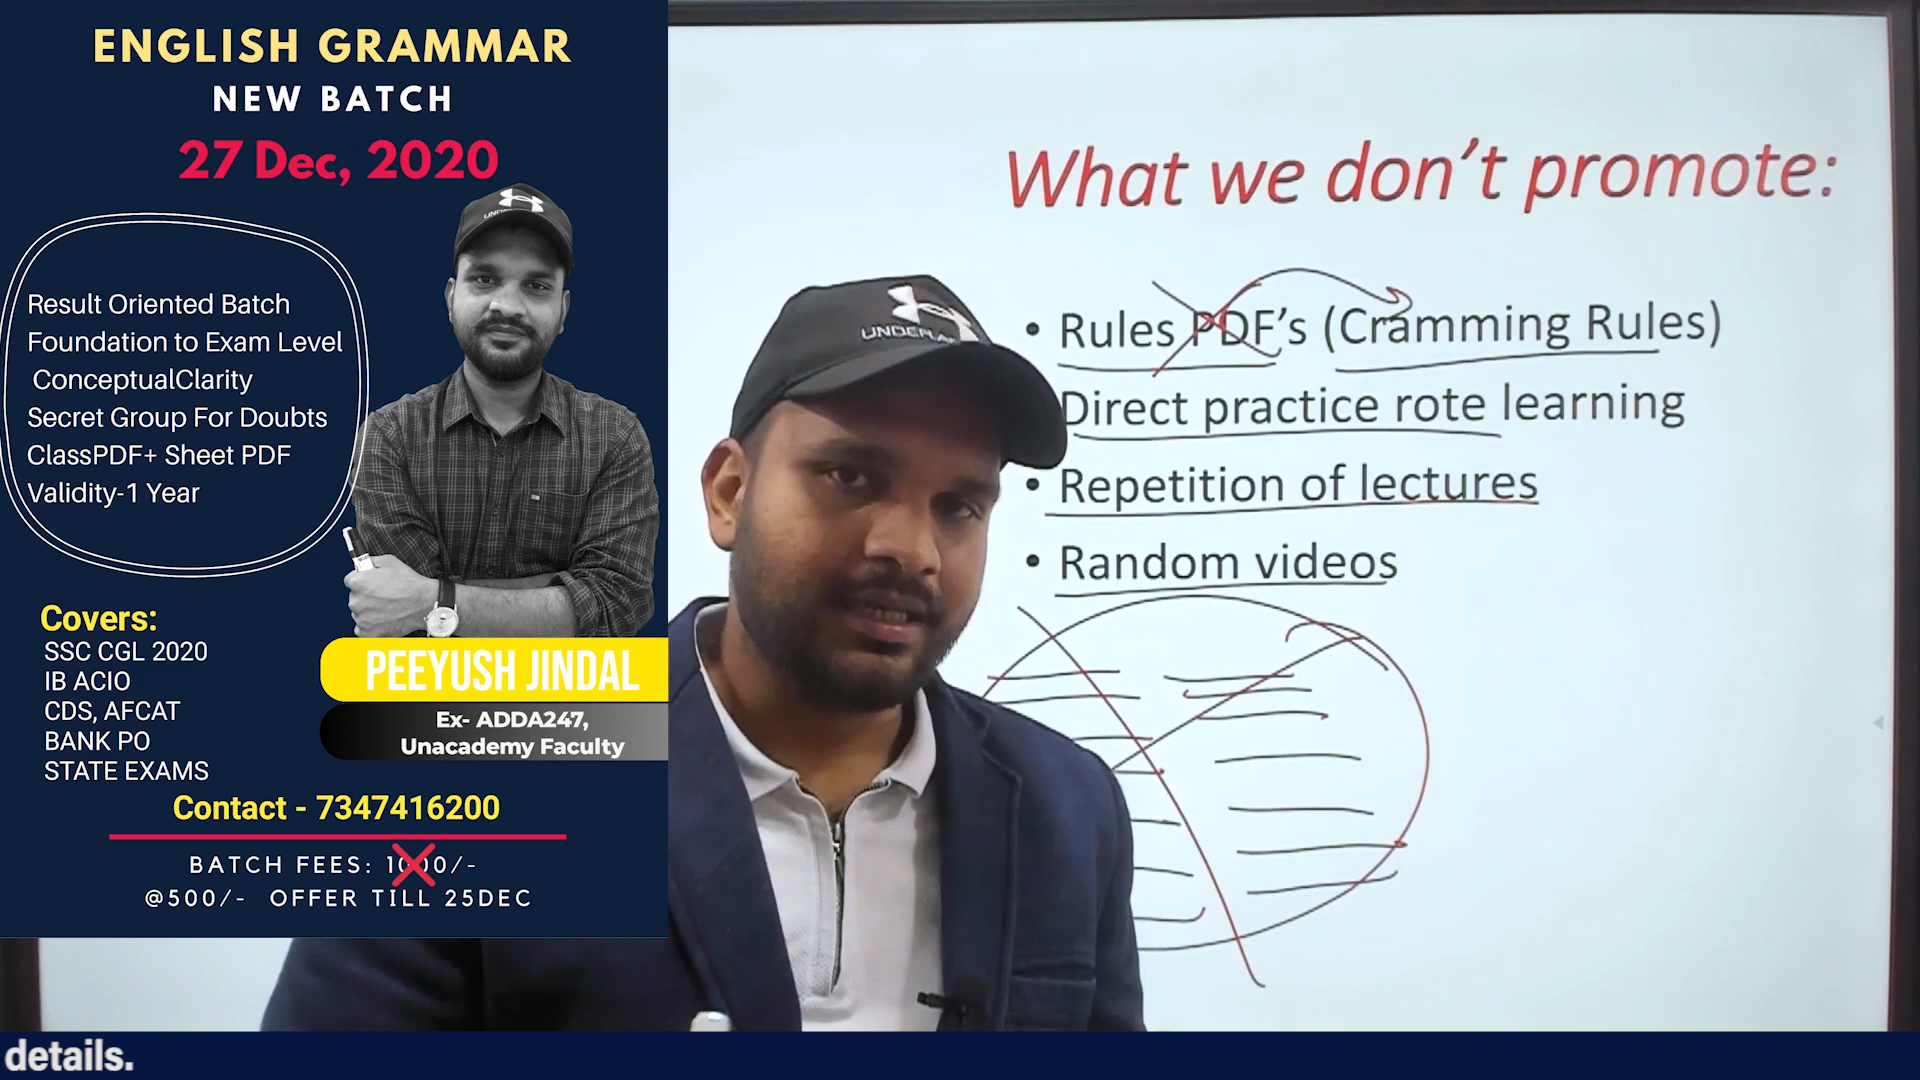 ENGLISH GRAMMAR
NEW BATCH
27 Dec, 2020
Result Oriented Batch
Foundation to Exam Level
ConceptualClarity
Secret Group For Doubts
ClassPDF+ Sheet PDF
Validity-1 Year
Covers:
SSC CGL 2020
IB ACIO
CDS, AFCAT
BANK PO
STATE EXAMS
PEEYUSH JINDAL
Ex- ADDA247,
Unacademy Faculty
Contact - 7347416200
BATCH FEES: 1000/-
@500/- OFFER TILL 25DEC
What we don't promote:
• Rules PDF's (Cramming Rules)
Direct practice rote learning
• Repetition of lectures
• Random videos
details.